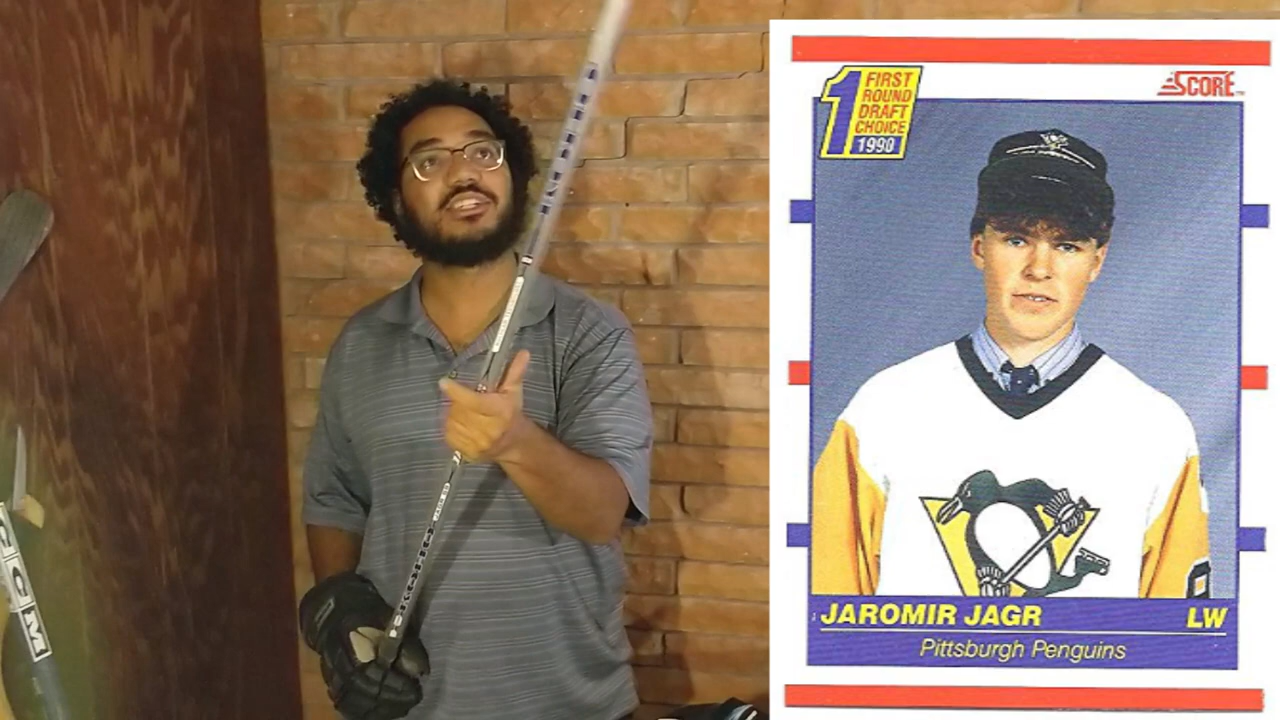 1 FIRST
ROUND
DRAFT
CHOICE
1990
SCORE
JAROMIR JAGR LW
Pittsburgh Penguins
CCM